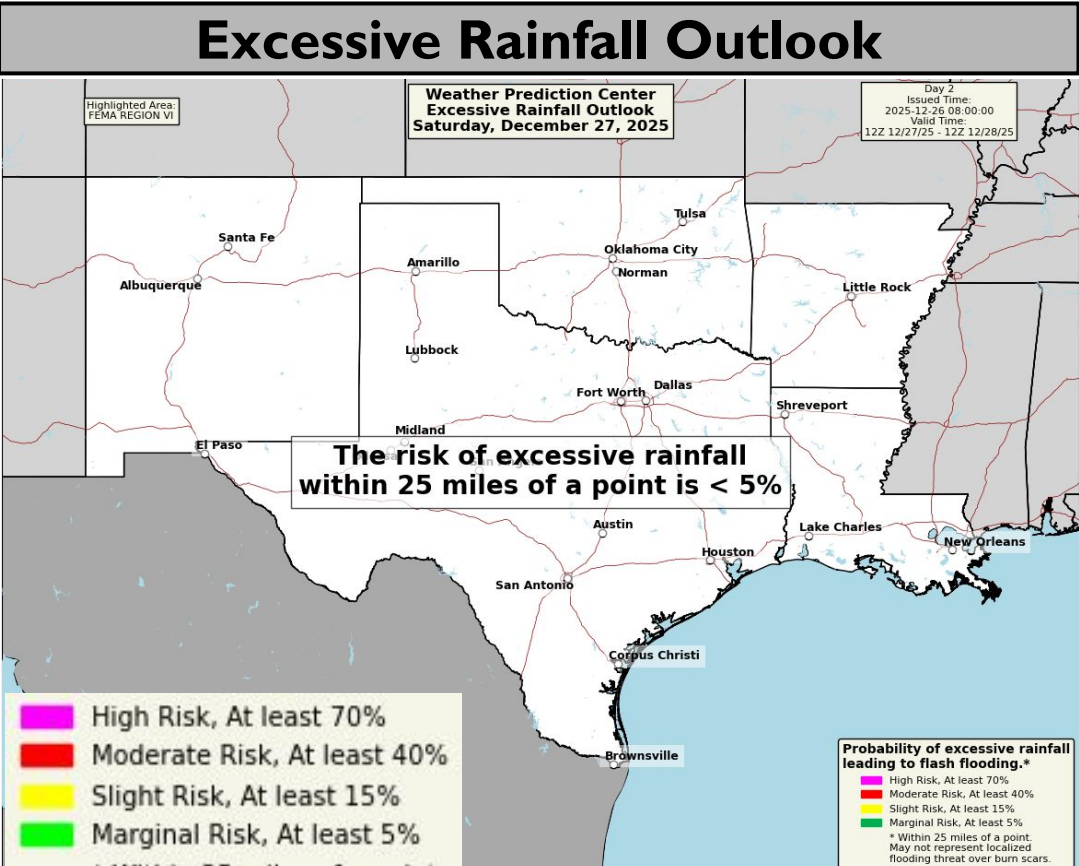 Excessive Rainfall Outlook
Highlighted Area:
FEMA REGION VI
Weather Prediction Center
Excessive Rainfall Outlook
Saturday, December 27, 2025
Day 2
Issued Time:
2025-12-26 08:00:00
Valid Time:
12Z 12/27/25 - 12Z 12/28/25
Tulsa
Santa Fe
Oklahoma City
Amarillo
Norman
Albuquerque
Little Rock
Lubbock
Dallas
Fort Worth
Shreveport
Midland
El Paso
The risk of excessive rainfall
within 25 miles of a point is < 5%
Austin
Lake Charles
New Orleans
Houston
San Antonio
Corpus Christi
Brownsville
High Risk, At least 70%
Moderate Risk, At least 40%
Slight Risk, At least 15%
Marginal Risk, At least 5%
Probability of excessive rainfall
leading to flash flooding.*
High Risk, At least 70%
Moderate Risk, At least 40%
Slight Risk, At least 15%
Marginal Risk, At least 5%
* Within 25 miles of a point.
May not represent localized
flooding threat over burn scars.